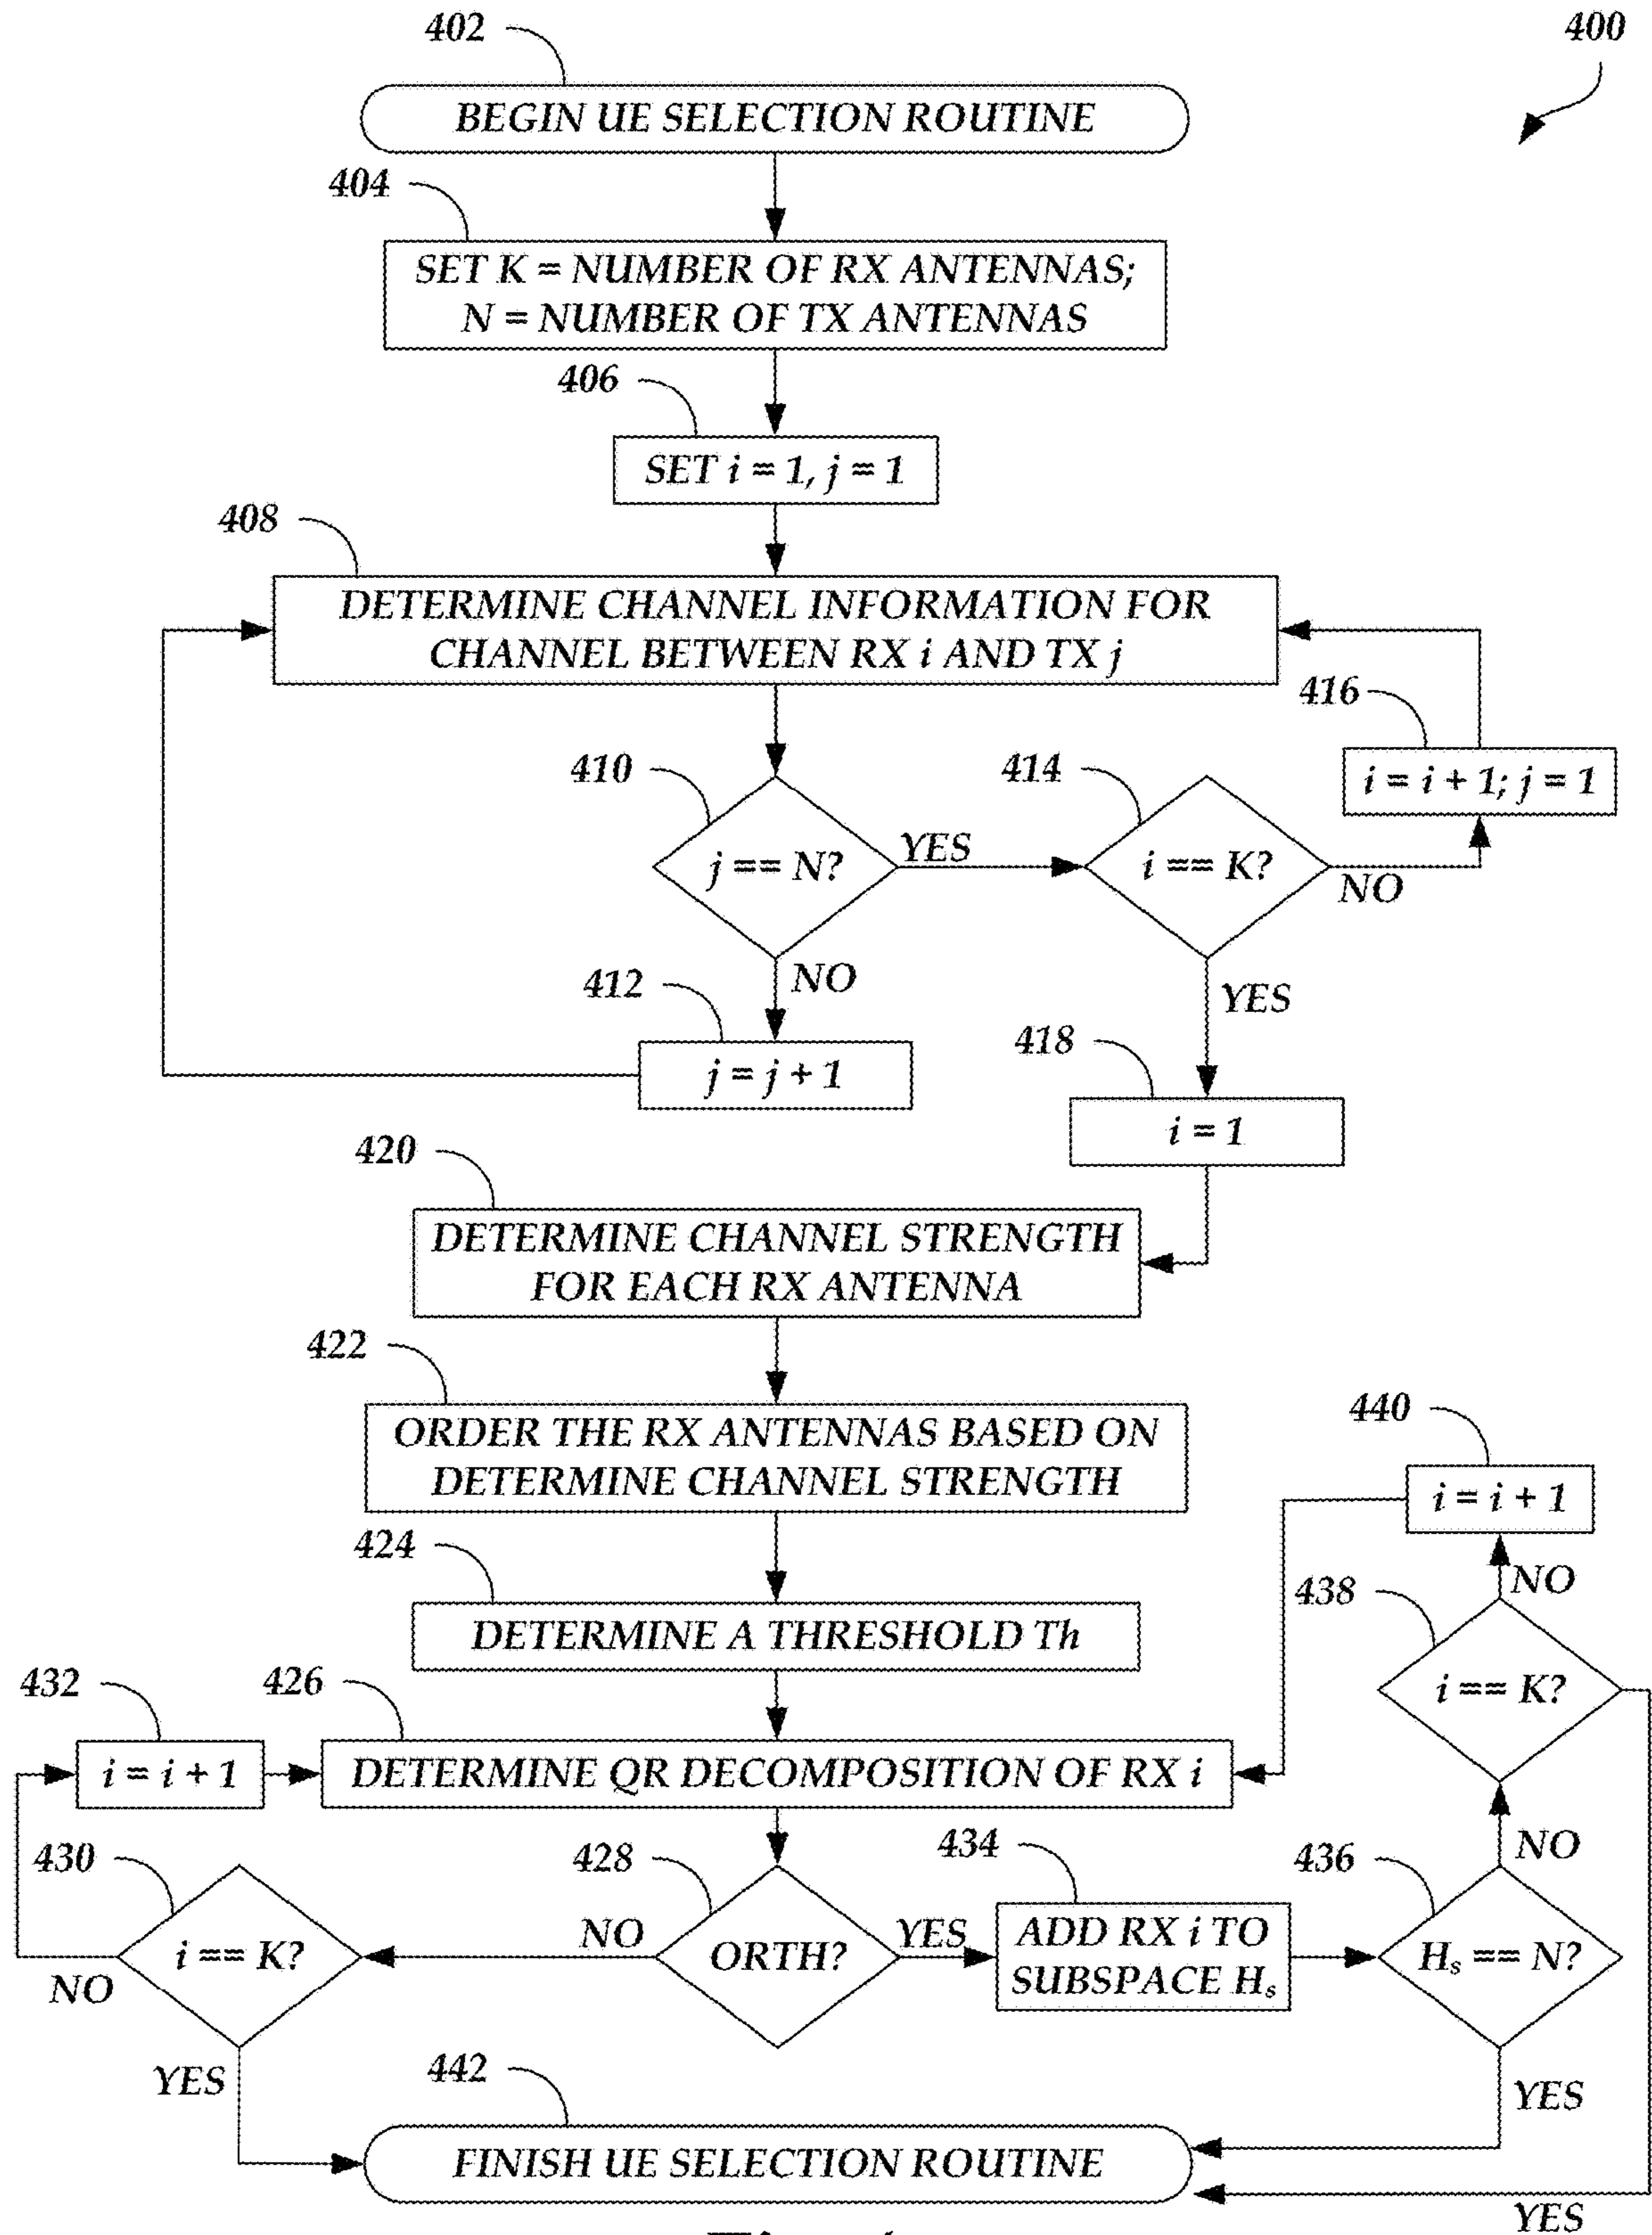 402
400
BEGIN UE SELECTION ROUTINE
404
SET K = NUMBER OF RX ANTENNAS;
N = NUMBER OF TX ANTENNAS
406
SET i = 1, j = 1
408
DETERMINE CHANNEL INFORMATION FOR
CHANNEL BETWEEN RX i AND TX j
416
i = i + 1; j = 1
410
j == N?
YES
414
i == K?
NO
NO
412
j = j + 1
YES
418
i = 1
420
DETERMINE CHANNEL STRENGTH
FOR EACH RX ANTENNA
422
ORDER THE RX ANTENNAS BASED ON
DETERMINE CHANNEL STRENGTH
440
i = i + 1
424
DETERMINE A THRESHOLD Th
NO
438
i == K?
432
i = i + 1
426
DETERMINE QR DECOMPOSITION OF RX i
NO
430
i == K?
NO
428
ORTH?
NO
YES
434
ADD RX i TO
SUBSPACE Hs
436
Hs == N?
YES
YES
442
FINISH UE SELECTION ROUTINE
YES